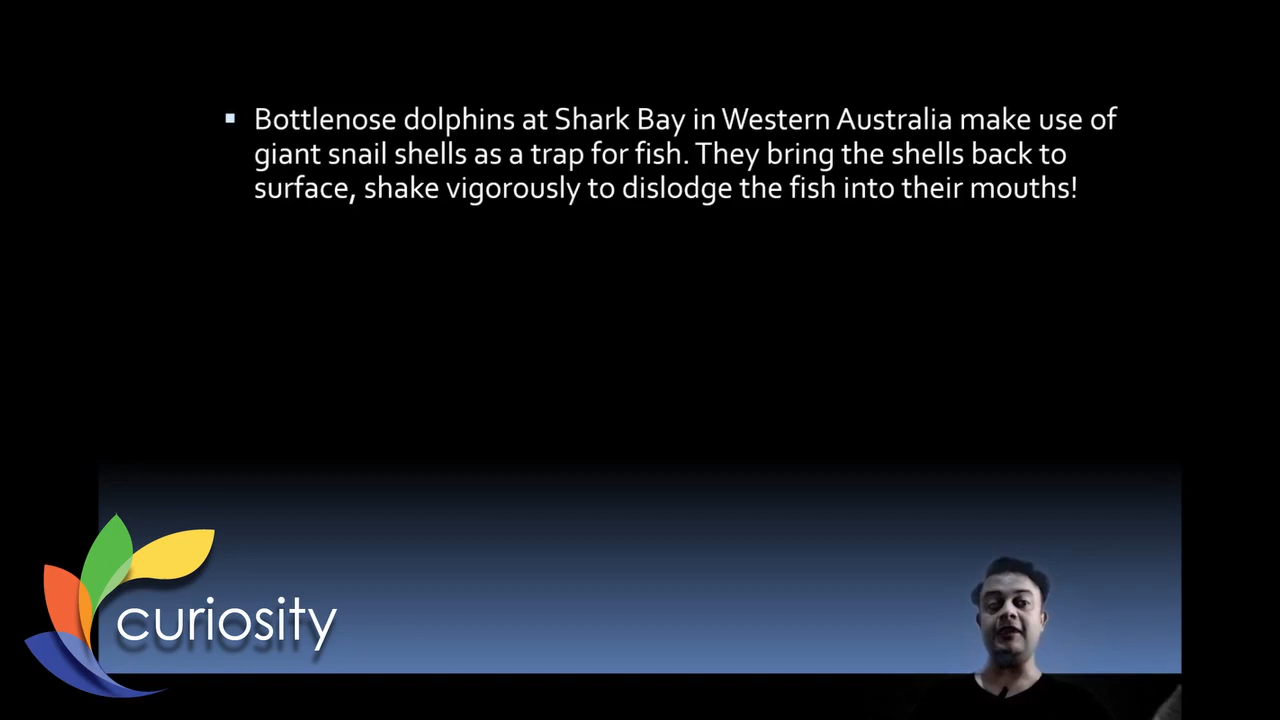 ▪ Bottlenose dolphins at Shark Bay in Western Australia make use of
giant snail shells as a trap for fish. They bring the shells back to
surface, shake vigorously to dislodge the fish into their mouths!
curiosity